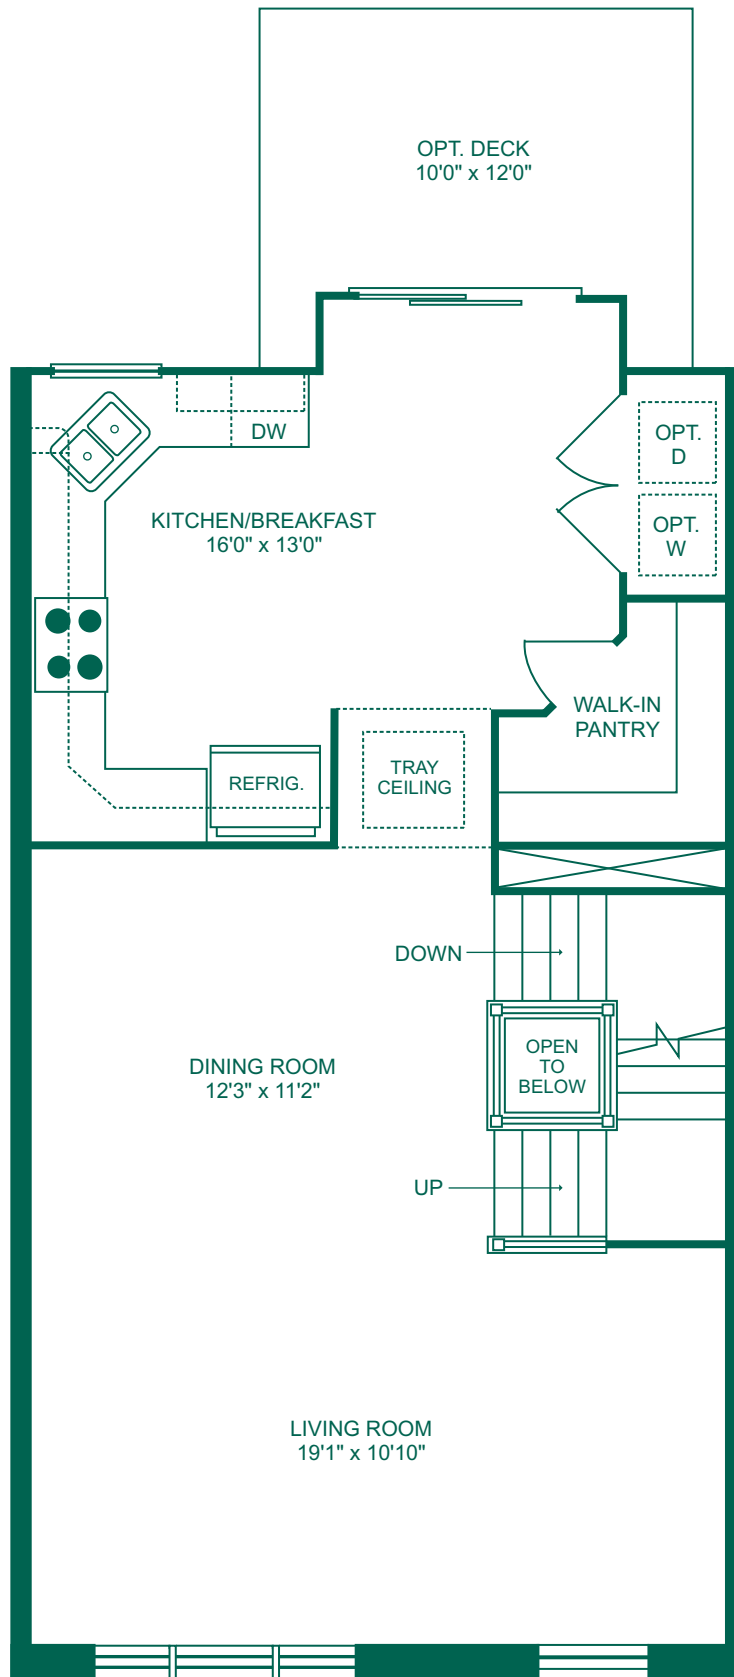 OPT. DECK
10'0" x 12'0"
DW
OPT.
D
OPT.
W
KITCHEN/BREAKFAST
16'0" x 13'0"
WALK-IN
PANTRY
REFRIG.
TRAY
CEILING
DOWN
OPEN
TO
BELOW
DINING ROOM
12'3" x 11'2"
UP
LIVING ROOM
19'1" x 10'10"